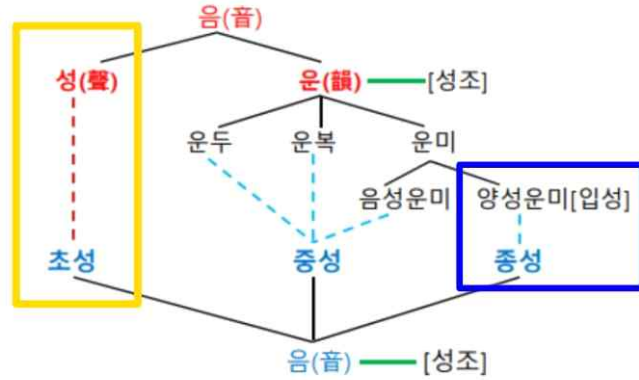 음(音)
성(聲) 운(韻) [성조]
운두 운복 운미
음성운미 양성운미[입성]
초성 중성 종성
음(音) [성조]